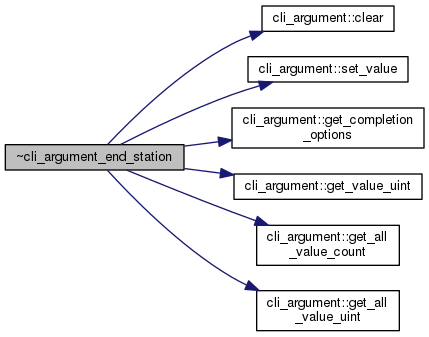 cli_argument::clear
cli_argument::set_value
cli_argument::get_completion
_options
~cli_argument_end_station
cli_argument::get_value_uint
cli_argument::get_all
_value_count
cli_argument::get_all
_value_uint